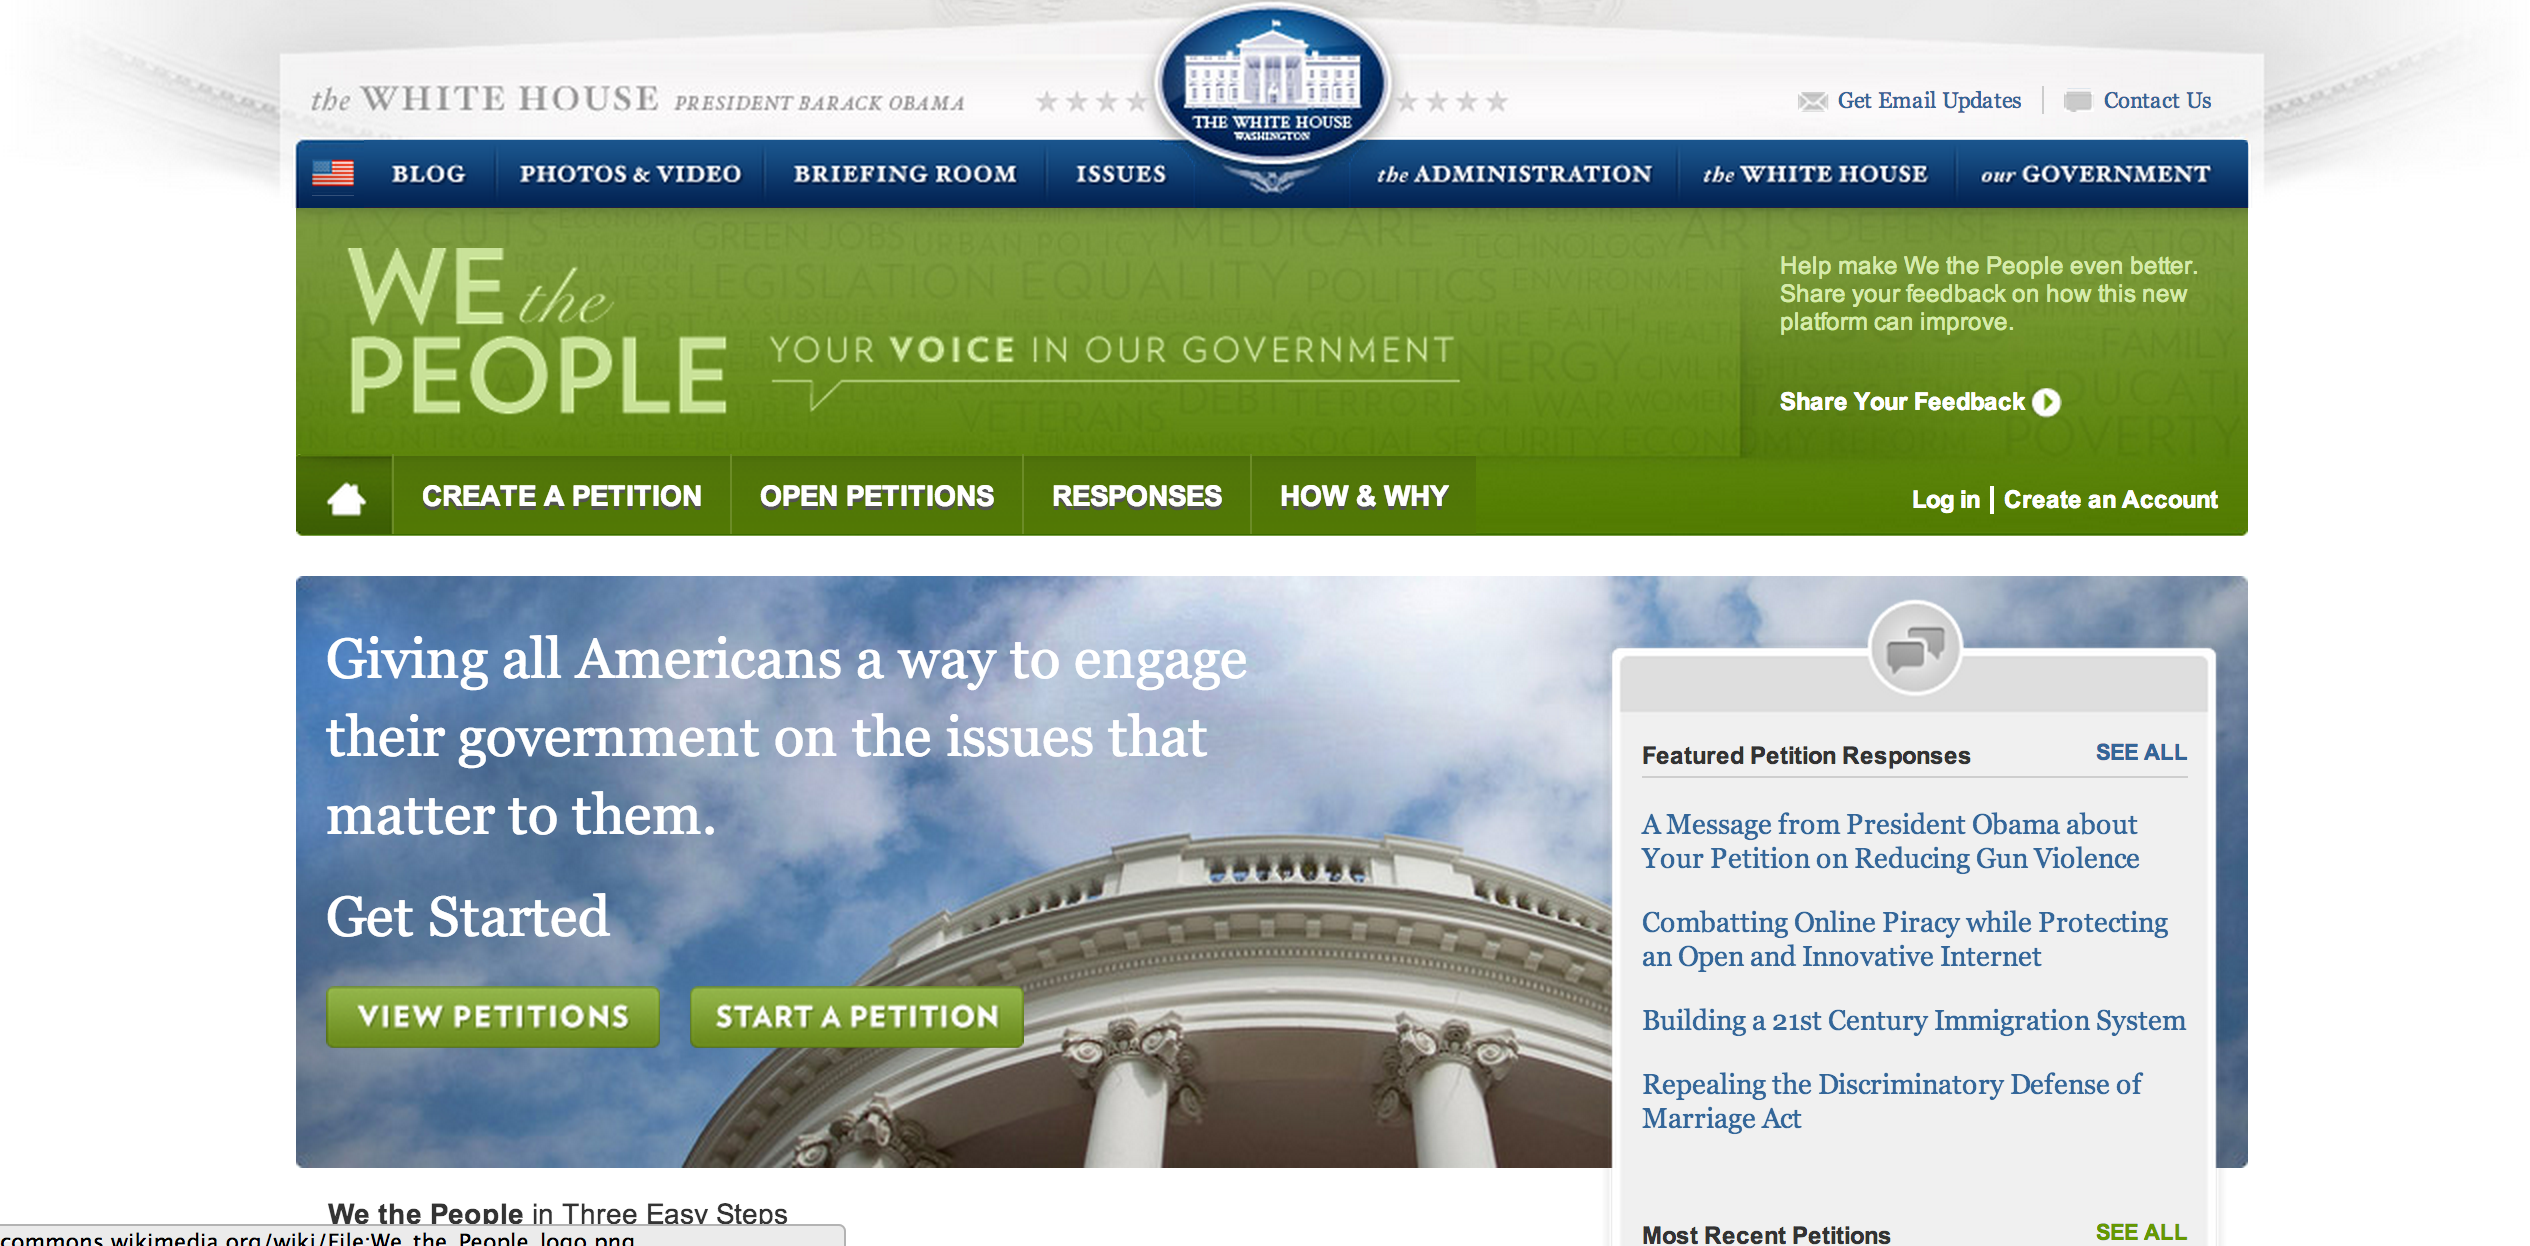 the WHITE HOUSE PRESIDENT BARACK OBAMA
THE WHITE HOUSE
WASHINGTON
Get Email Updates
Contact Us
BLOG
PHOTOS & VIDEO
BRIEFING ROOM
ISSUES
the ADMINISTRATION
the WHITE HOUSE
our GOVERNMENT
WE the
PEOPLE
YOUR VOICE IN OUR GOVERNMENT
Help make We the People even better.
Share your feedback on how this new
platform can improve.
Share Your Feedback
CREATE A PETITION
OPEN PETITIONS
RESPONSES
HOW & WHY
Log in | Create an Account
Giving all Americans a way to engage
their government on the issues that
matter to them.
Get Started
VIEW PETITIONS
START A PETITION
Featured Petition Responses
SEE ALL
A Message from President Obama about
Your Petition on Reducing Gun Violence
Combatting Online Piracy while Protecting
an Open and Innovative Internet
Building a 21st Century Immigration System
Repealing the Discriminatory Defense of
Marriage Act
Most Recent Petitions
SEE ALL
We the People in Three Easy Steps
commons.wikimedia.org/wiki/File:We_the_People_logo.png